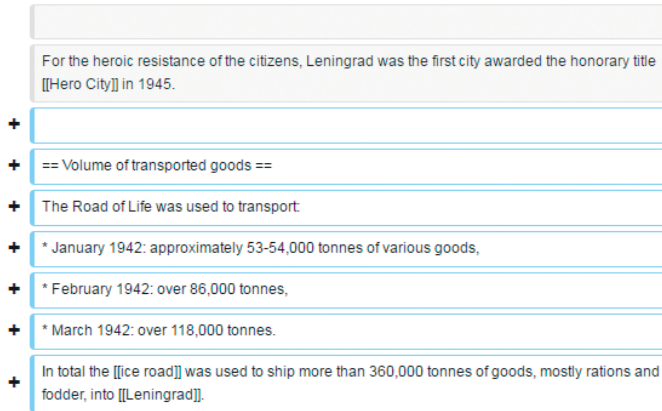 For the heroic resistance of the citizens, Leningrad was the first city awarded the honorary title
[[Hero City]] in 1945.
+
+ == Volume of transported goods ==
+ The Road of Life was used to transport:
+ * January 1942: approximately 53-54,000 tonnes of various goods,
+ * February 1942: over 86,000 tonnes,
+ * March 1942: over 118,000 tonnes.
+ In total the [[ice road]] was used to ship more than 360,000 tonnes of goods, mostly rations and
fodder, into [[Leningrad]].